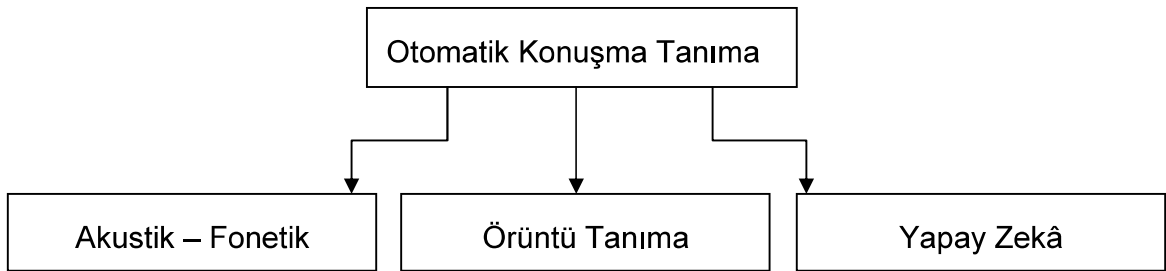 Otomatik Konuşma Tanıma
Akustik – Fonetik
Örüntü Tanıma
Yapay Zekâ